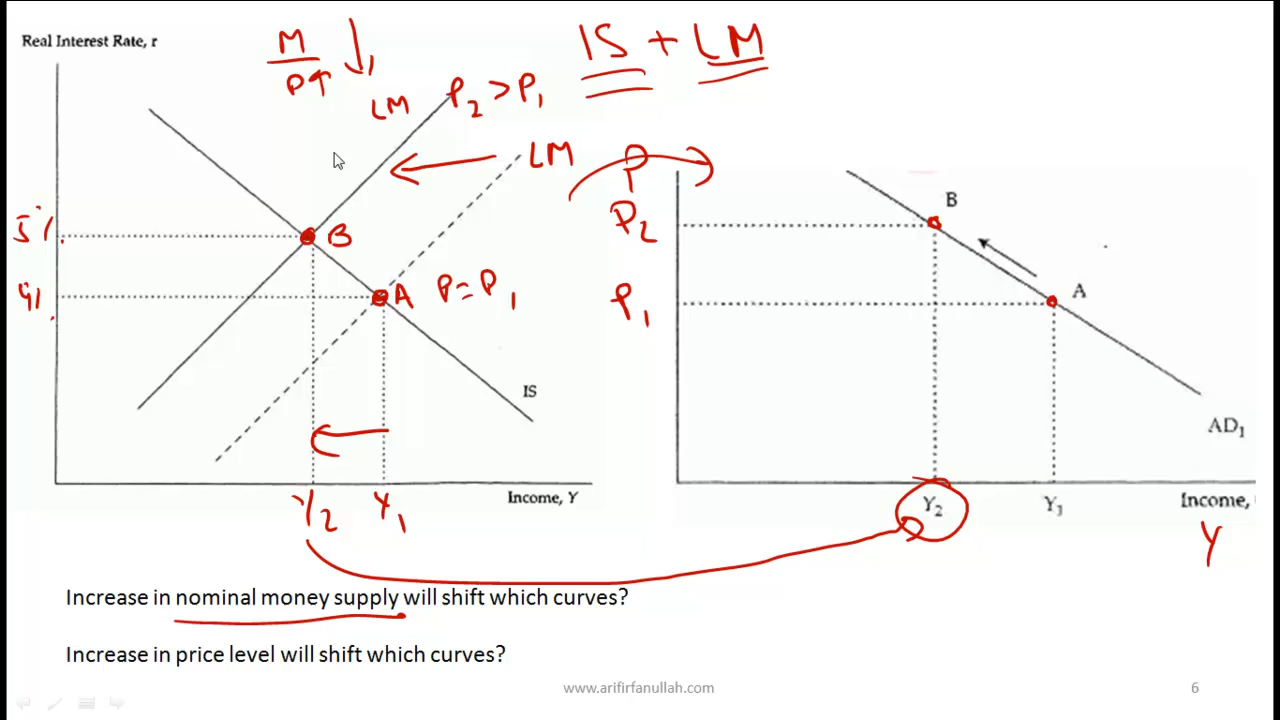 Real Interest Rate, r
M
P↑ ↓
IS + LM
LM P₂ > P₁
LM
P
B
5%
B
P₂
4%
A P = P₁
P₁
A
IS
AD₁
Y₂ Y₁
Income, Y
Y₂
Y₁
Income,
Y
Increase in nominal money supply will shift which curves?
Increase in price level will shift which curves?
www.arifirfanullah.com
6